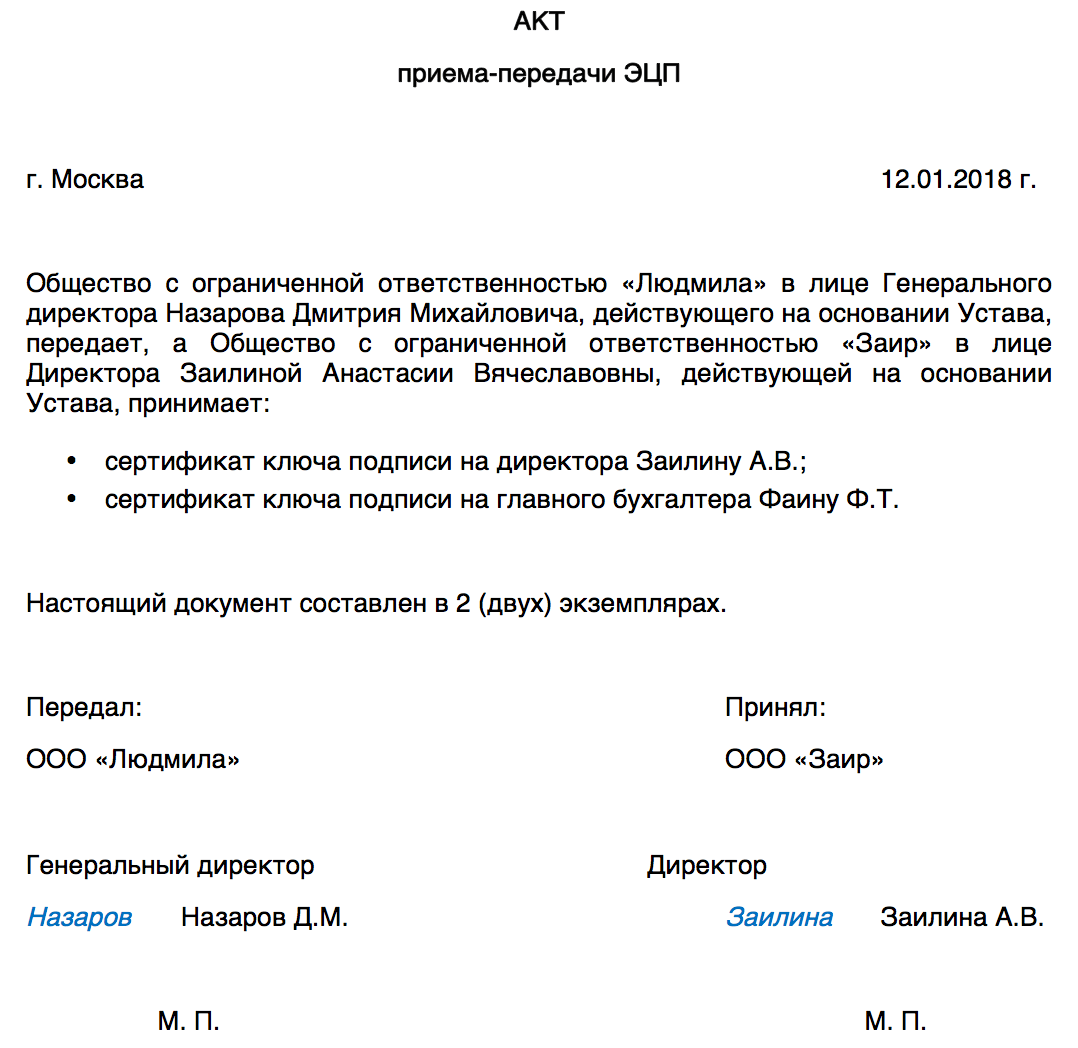 АКТ
приема-передачи ЭЦП
г. Москва 12.01.2018 г.
Общество с ограниченной ответственностью «Людмила» в лице Генерального
директора Назарова Дмитрия Михайловича, действующего на основании Устава,
передает, а Общество с ограниченной ответственностью «Заир» в лице
Директора Заилиной Анастасии Вячеславовны, действующей на основании
Устава, принимает:
• сертификат ключа подписи на директора Заилину А.В.;
• сертификат ключа подписи на главного бухгалтера Фаину Ф.Т.
Настоящий документ составлен в 2 (двух) экземплярах.
Передал: Принял:
ООО «Людмила» ООО «Заир»
Генеральный директор Директор
Назаров Назаров Д.М. Заилина Заилина А.В.
М. П. М. П.